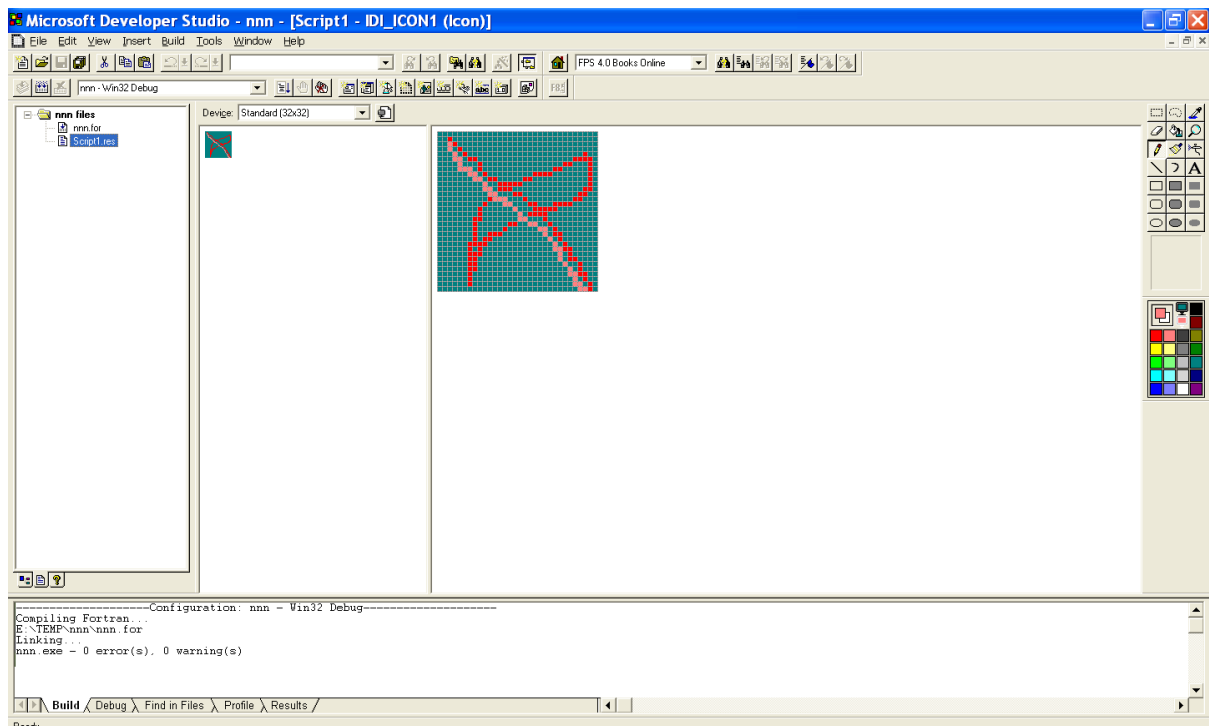 Microsoft Developer Studio - nnn - [Script1 - IDI_ICON1 (Icon)]
File Edit View Insert Build Tools Window Help
FPS 4.0 Books Online
nnn - Win32 Debug
nnn files
nnn.for
Script1.res
Device: Standard (32x32)
--------------------Configuration: nnn - Win32 Debug--------------------
Compiling Fortran...
E:\TEMP\nnn\nnn.for
Linking...
nnn.exe - 0 error(s), 0 warning(s)
Build Debug Find in Files Profile Results